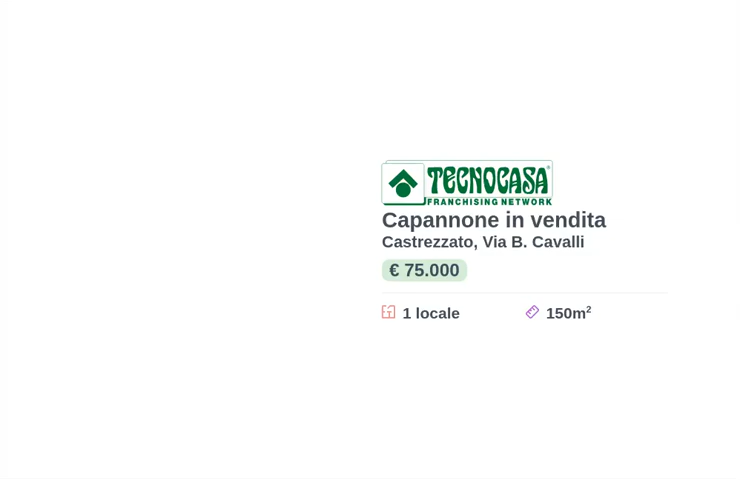 TECNOCASA®
FRANCHISING NETWORK
Capannone in vendita
Castrezzato, Via B. Cavalli
€ 75.000
1 locale
150m²